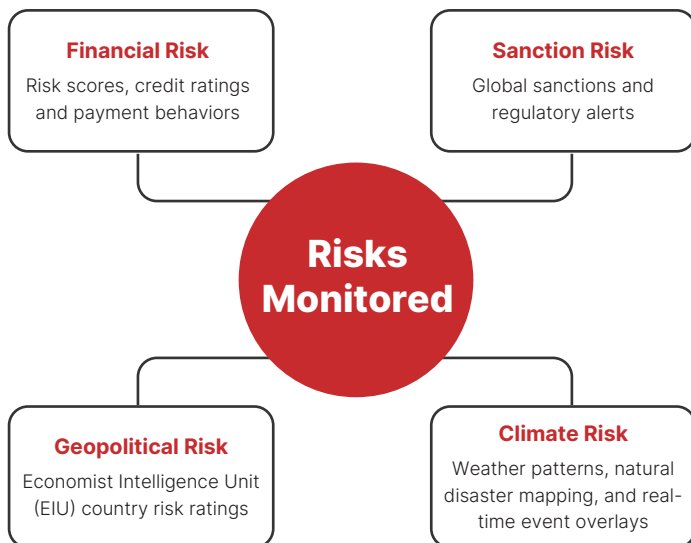 Financial Risk
Risk scores, credit ratings
and payment behaviors
Sanction Risk
Global sanctions and
regulatory alerts
Risks
Monitored
Geopolitical Risk
Economist Intelligence Unit
(EIU) country risk ratings
Climate Risk
Weather patterns, natural
disaster mapping, and real-
time event overlays